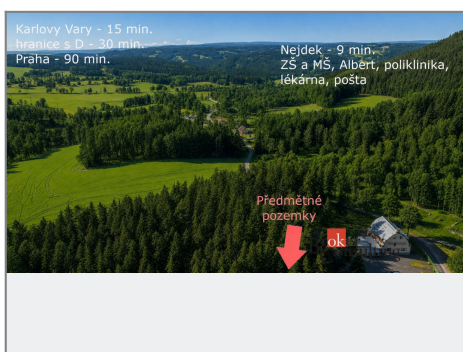 Karlovy Vary - 15 min.
hranice s D - 30 min.
Praha - 90 min.
Nejdek - 9 min.
ZŠ a MŠ, Albert, poliklinika,
lékárna, pošta
Předmětné
pozemky
ok